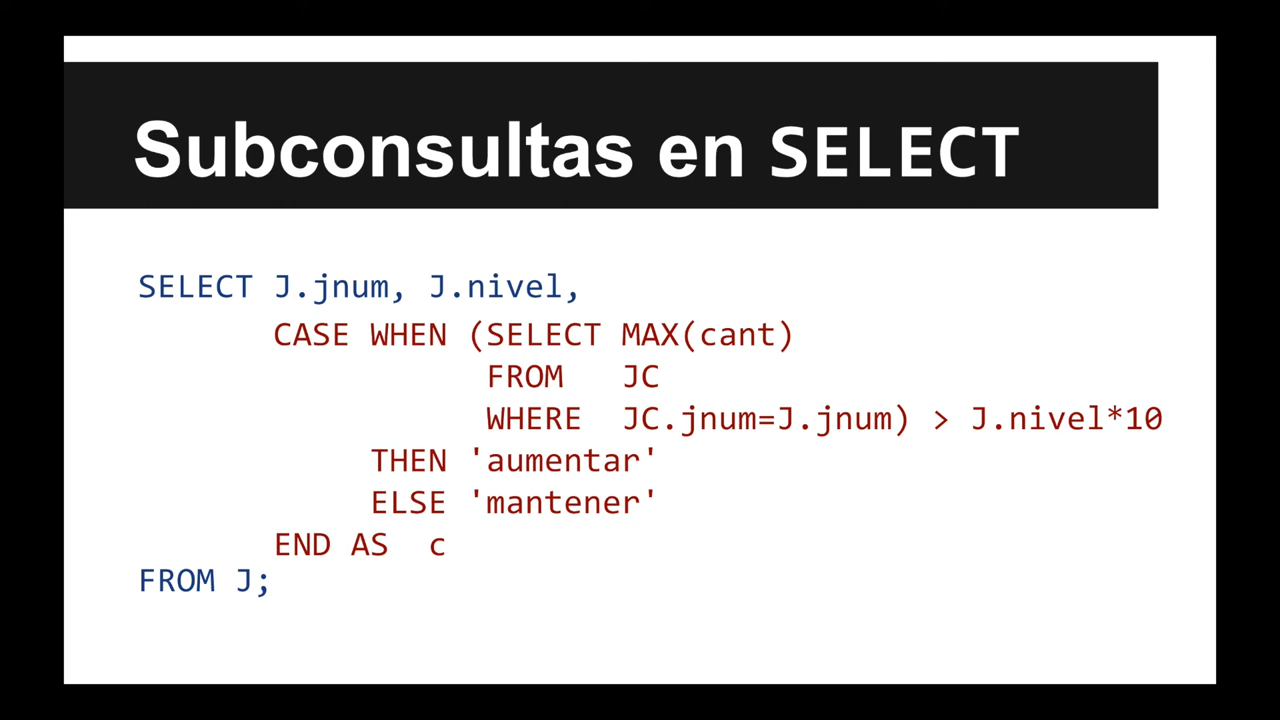 Subconsultas en SELECT
SELECT J.jnum, J.nivel,
CASE WHEN (SELECT MAX(cant)
FROM JC
WHERE JC.jnum=J.jnum) > J.nivel*10
THEN 'aumentar'
ELSE 'mantener'
END AS c
FROM J;